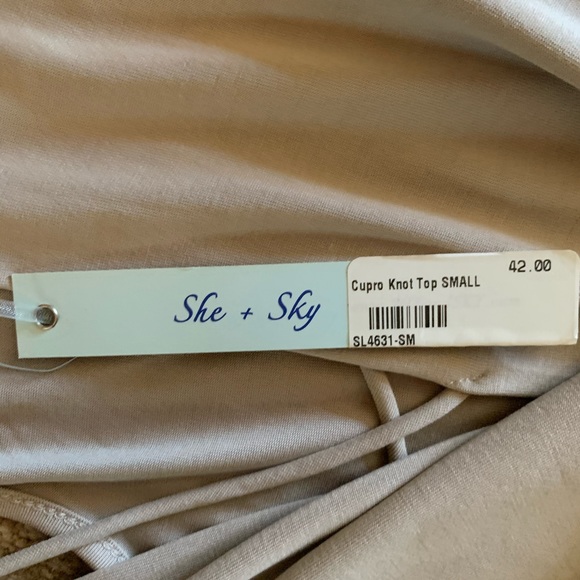 She + Sky
42.00
Cupro Knot Top SMALL
SL4631-SM